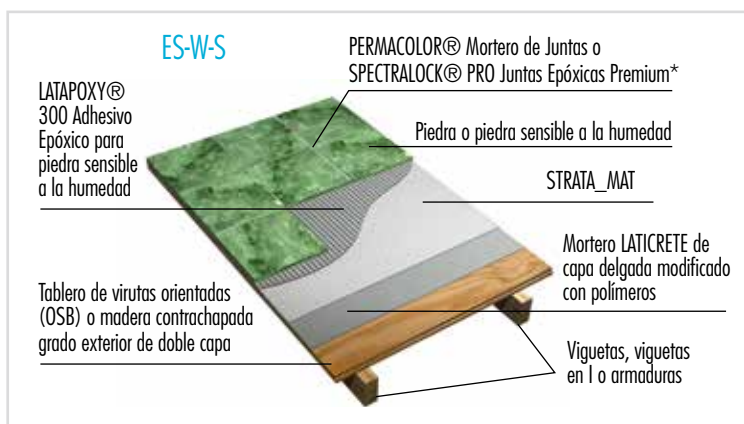 ES-W-S
PERMACOLOR® Mortero de Juntas o
SPECTRALOCK® PRO Juntas Epóxicas Premium*
LATAPOXY®
300 Adhesivo
Epóxico para
piedra sensible
a la humedad
Piedra o piedra sensible a la humedad
STRATA_MAT
Mortero LATICRETE de
capa delgada modificado
con polímeros
Tablero de virutas orientadas
(OSB) o madera contrachapada
grado exterior de doble capa
Viguetas, viguetas
en I o armaduras